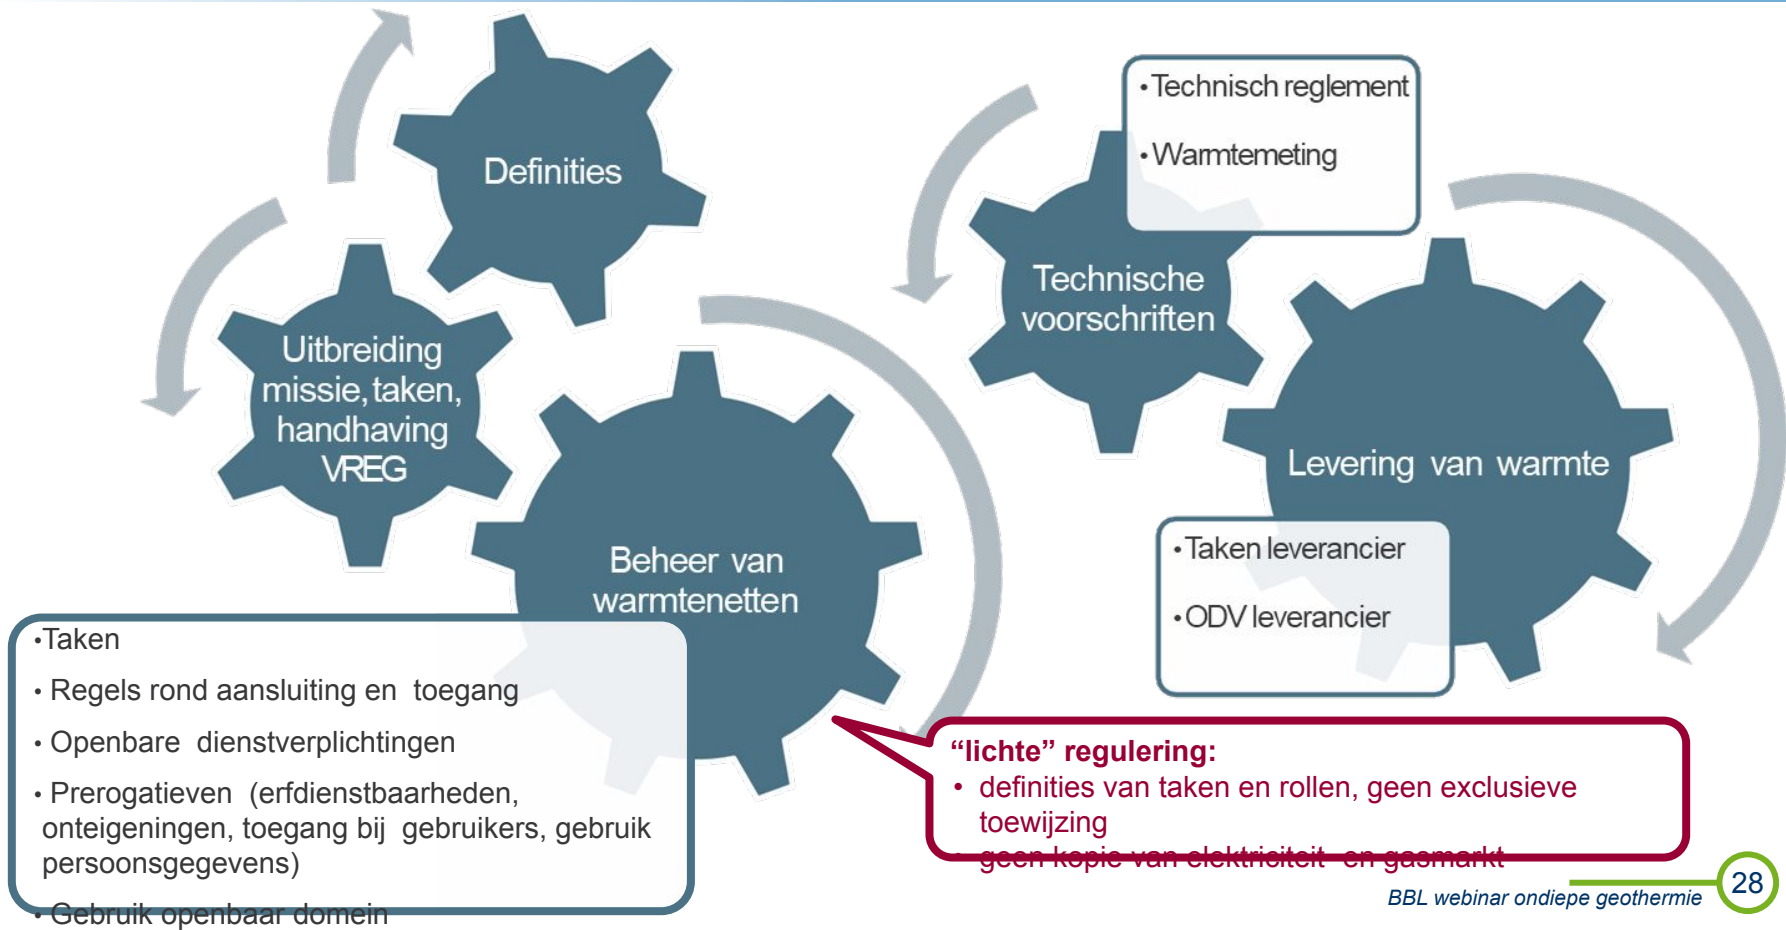 Definities
Uitbreiding
missie, taken,
handhaving
VREG
Beheer van
warmtenetten
•Taken
• Regels rond aansluiting en toegang
• Openbare dienstverplichtingen
• Prerogatieven (erfdienstbaarheden,
onteigeningen, toegang bij gebruikers, gebruik
persoonsgegevens)
• Gebruik openbaar domein
• Technisch reglement
• Warmtemeting
Technische
voorschriften
Levering van warmte
• Taken leverancier
• ODV leverancier
“lichte” regulering:
• definities van taken en rollen, geen exclusieve
toewijzing
• geen kopie van elektriciteit- en gasmarkt
BBL webinar ondiepe geothermie
28